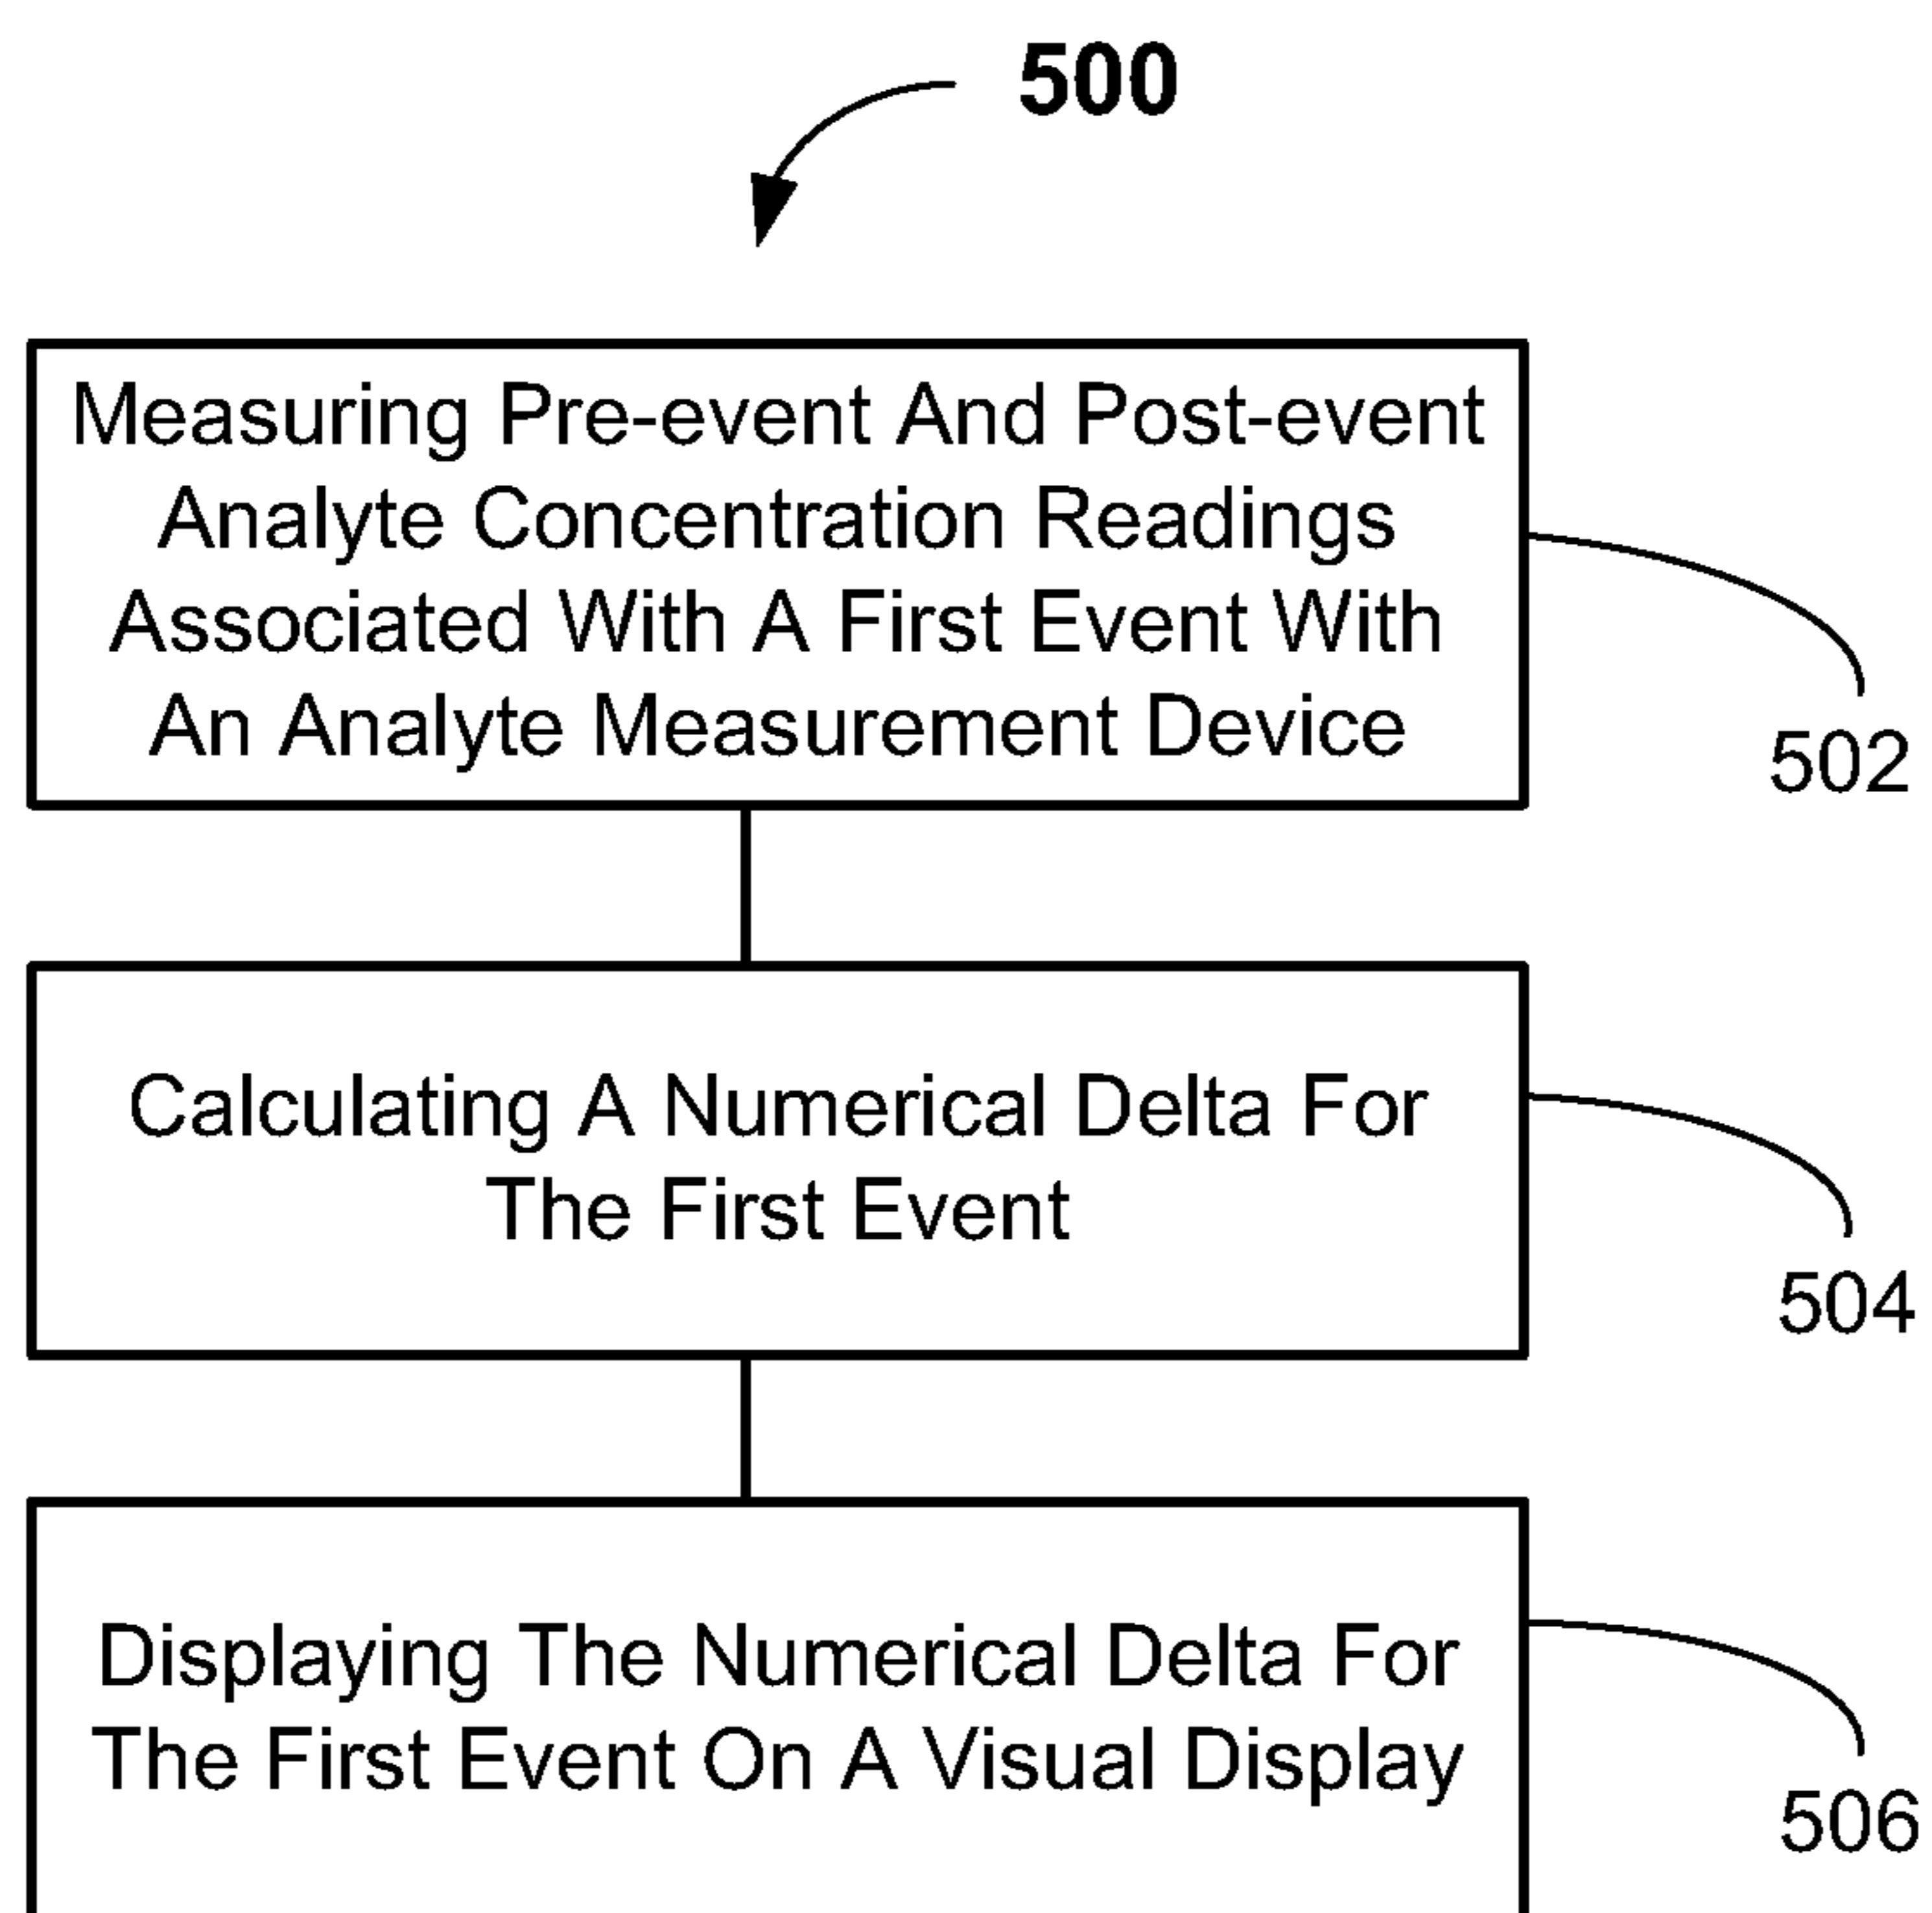 500
Measuring Pre-event And Post-event
Analyte Concentration Readings
Associated With A First Event With
An Analyte Measurement Device
502
Calculating A Numerical Delta For
The First Event
504
Displaying The Numerical Delta For
The First Event On A Visual Display
506